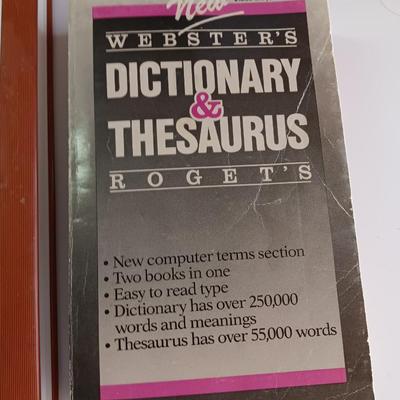 New
WEBSTER'S
DICTIONARY
&
THESAURUS
ROGET'S
• New computer terms section
• Two books in one
• Easy to read type
• Dictionary has over 250,000
words and meanings
• Thesaurus has over 55,000 words